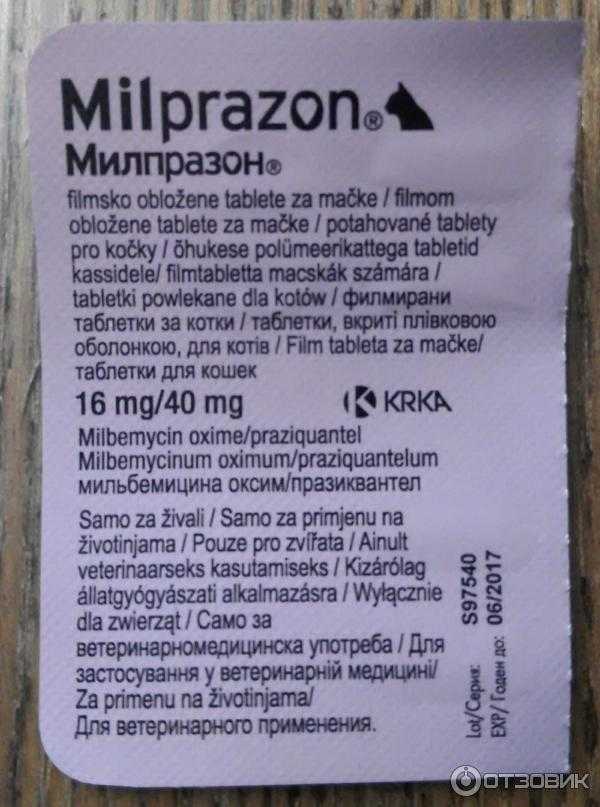 Milprazon®
Милпразон®
filmsko obložene tablete za mačke / filmom
obložene tablete za mačke / potahované tablety
pro kočky / õhukese polümeerikattega tabletid
kassidele/ filmtabletta macskák számára /
tabletki powlekane dla kotów / филмирани
таблетки за котки / таблетки, вкриті плівковою
оболонкою, для котів / Film tableta za mačke/
таблетки для кошек
16 mg/40 mg
KRKA
Milbemycin oxime/praziquantel
Milbemycinum oximum/praziquantelum
мильбемицина оксим/празиквантел
Samo za živali / Samo za primjenu na
životinjama / Pouze pro zvířata / Ainult
veterinaarseks kasutamiseks / Kizárólag
állatgyógyászati alkalmazásra / Wyłącznie
dla zwierząt / Само за
ветеринарномедицинска употреба / Для
застосування у ветеринарній медицині/
Za primenu na životinjama/
Для ветеринарного применения.
Lot/Серия: S97540
EXP/ Годен до: 06/2017
ОТЗОВИК